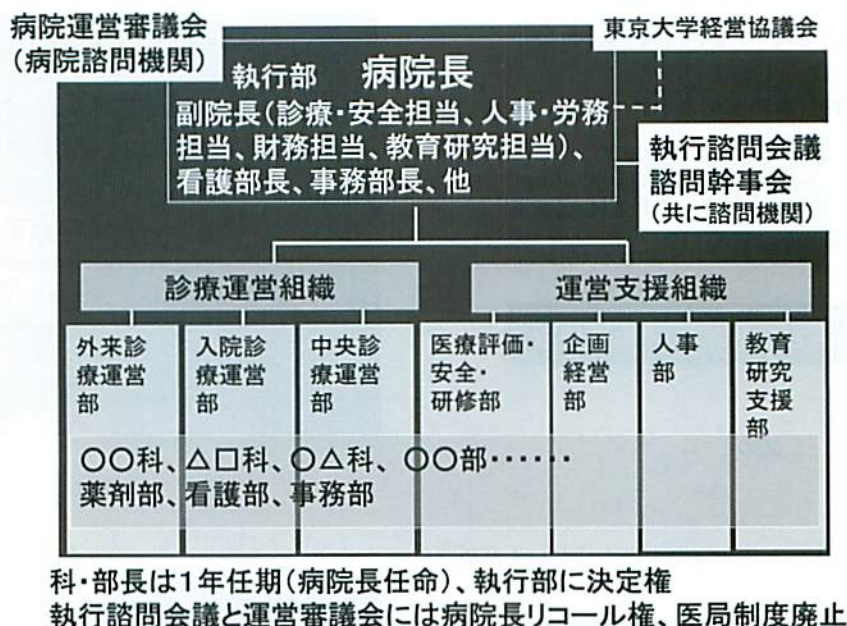 病院運営審議会
(病院諮問機関)
東京大学経営協議会
執行部 病院長
副院長(診療・安全担当、人事・労務
担当、財務担当、教育研究担当)、
看護部長、事務部長、他
執行諮問会議
諮問幹事会
(共に諮問機関)
診療運営組織
運営支援組織
外来診
療運営
部
入院診
療運営
部
中央診
療運営
部
医療評価・
安全・
研修部
企画
経営
部
人事
部
教育
研究
支援
部
〇〇科、△□科、〇△科、〇〇部・・・・・・
薬剤部、看護部、事務部
科・部長は1年任期(病院長任命)、執行部に決定権
執行諮問会議と運営審議会には病院長リコール権、医局制度廃止